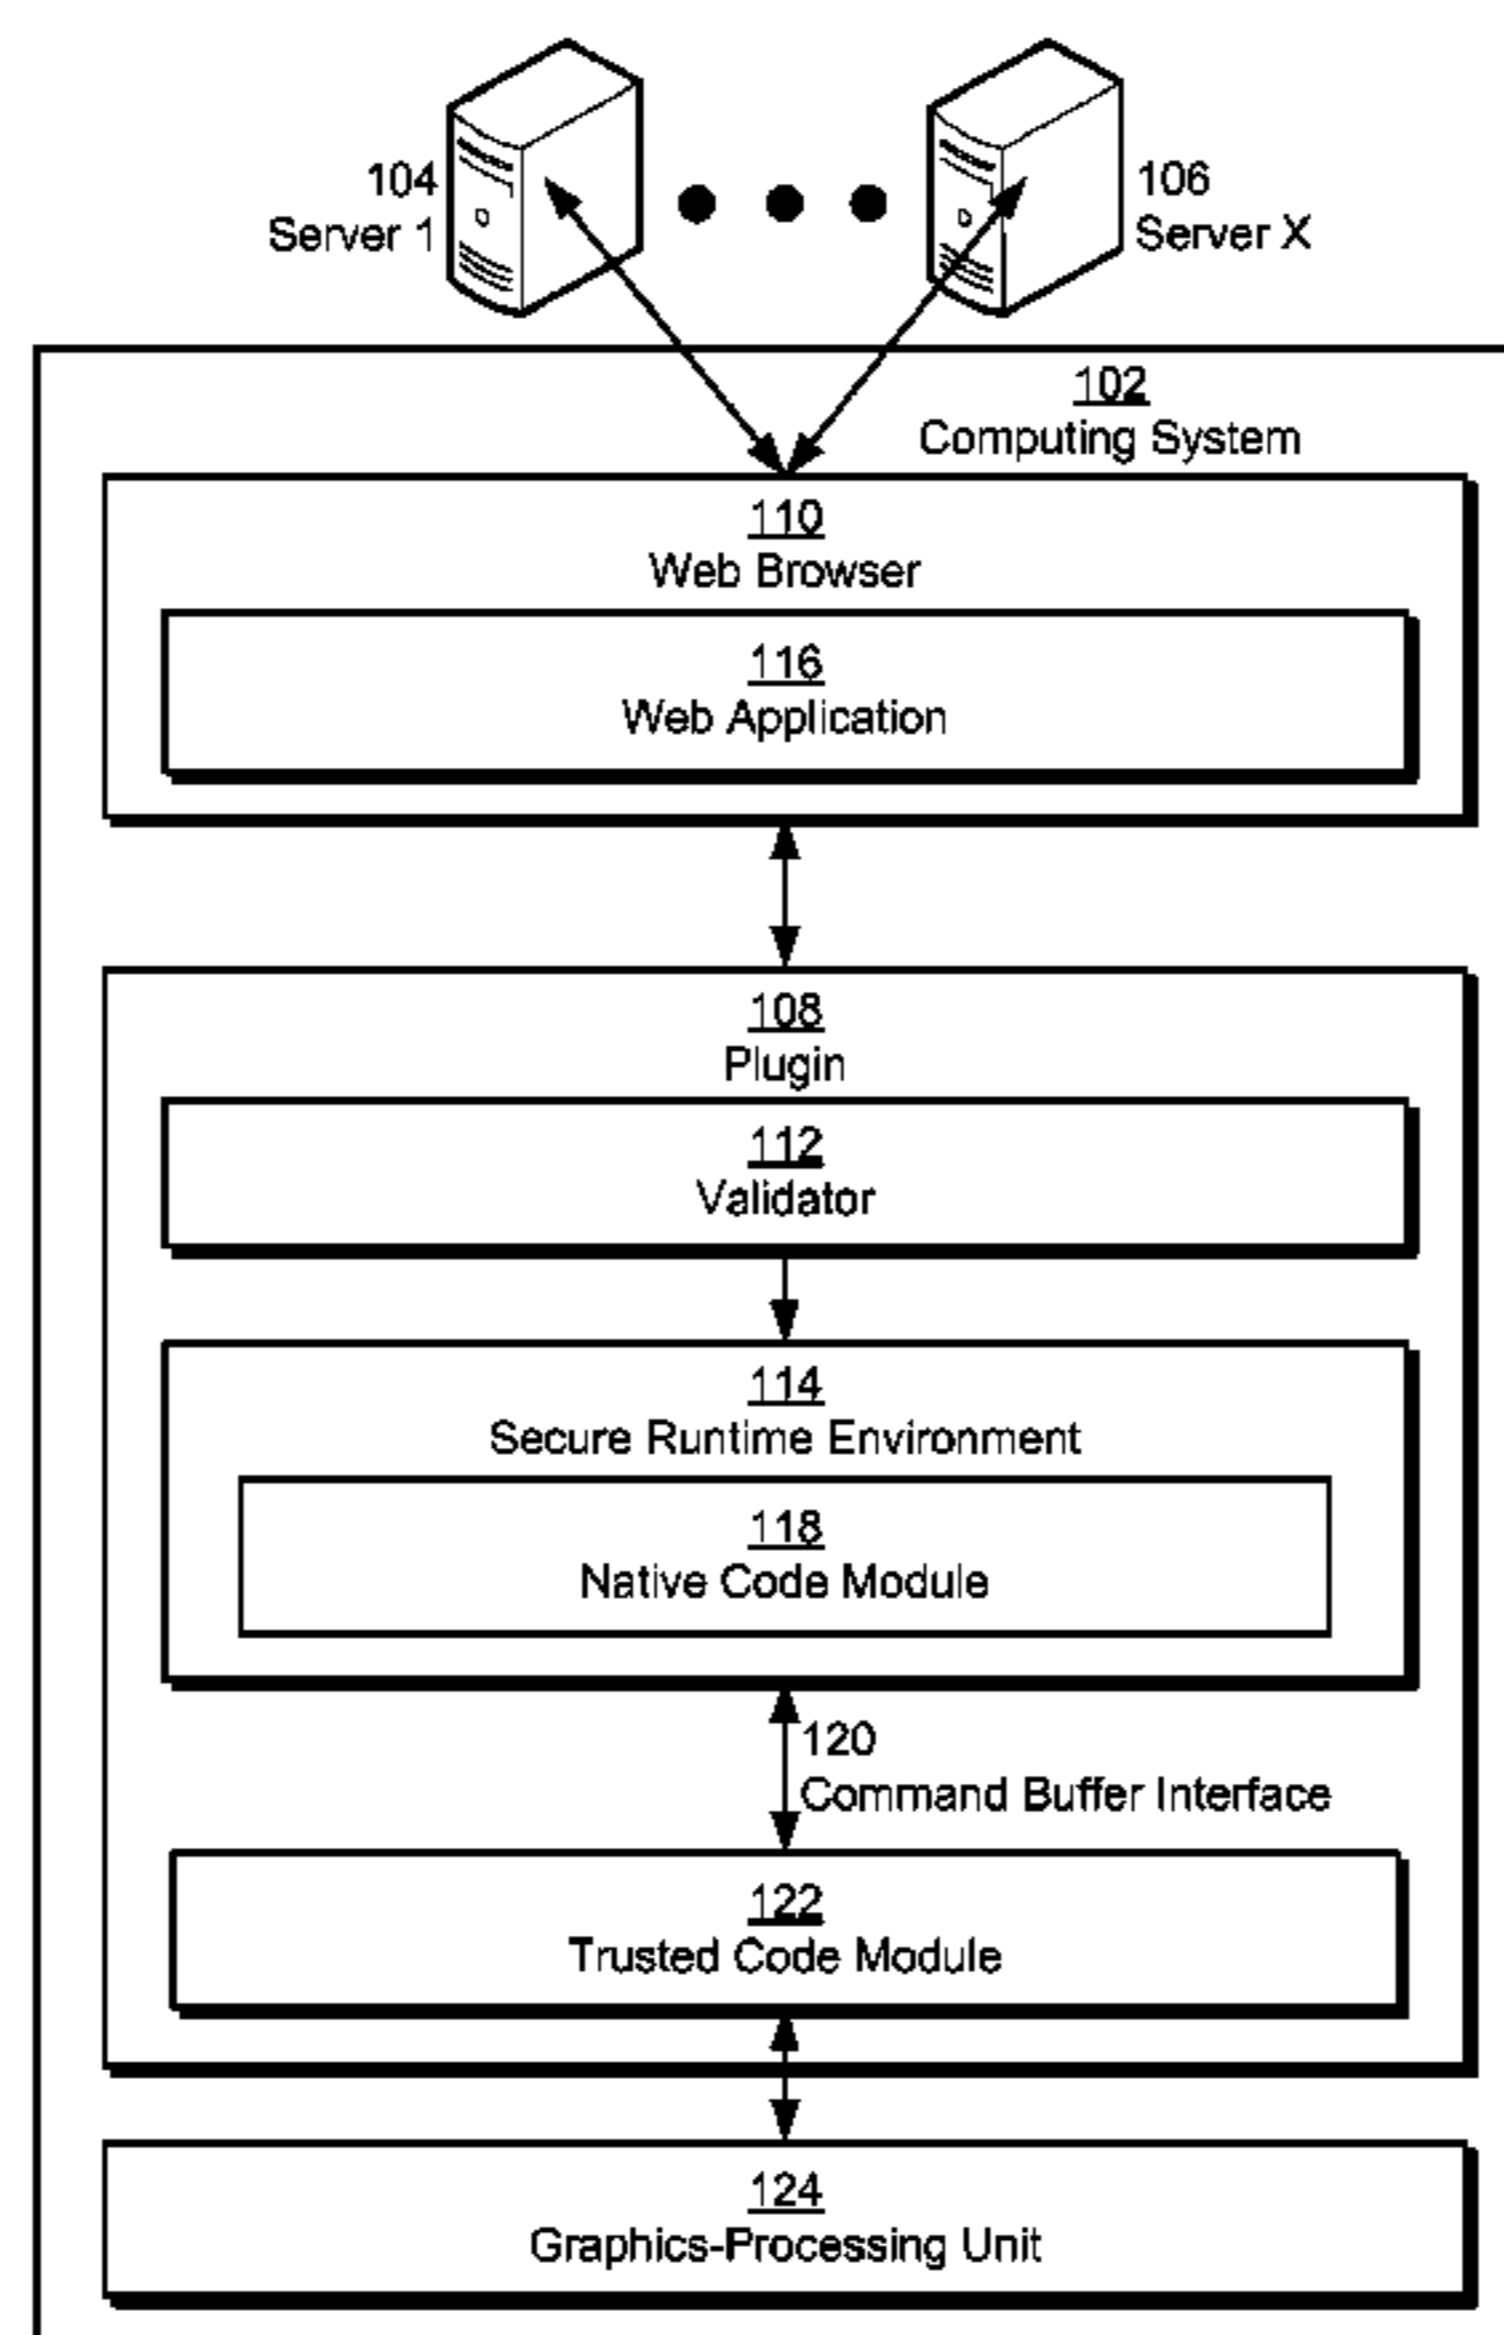 104
Server 1
106
Server X
102
Computing System
110
Web Browser
116
Web Application
108
Plugin
112
Validator
114
Secure Runtime Environment
118
Native Code Module
120
Command Buffer Interface
122
Trusted Code Module
124
Graphics-Processing Unit